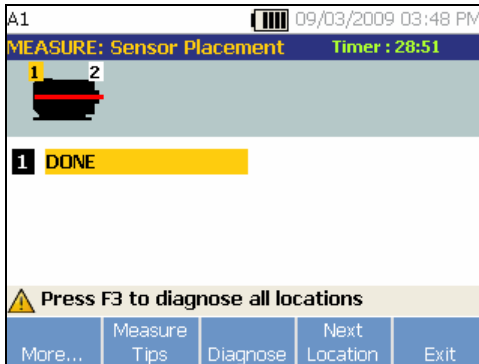 A1 09/03/2009 03:48 PM
MEASURE: Sensor Placement Timer : 28:51
1 2
1 DONE
Press F3 to diagnose all locations
More... Measure Tips Diagnose Next Location Exit